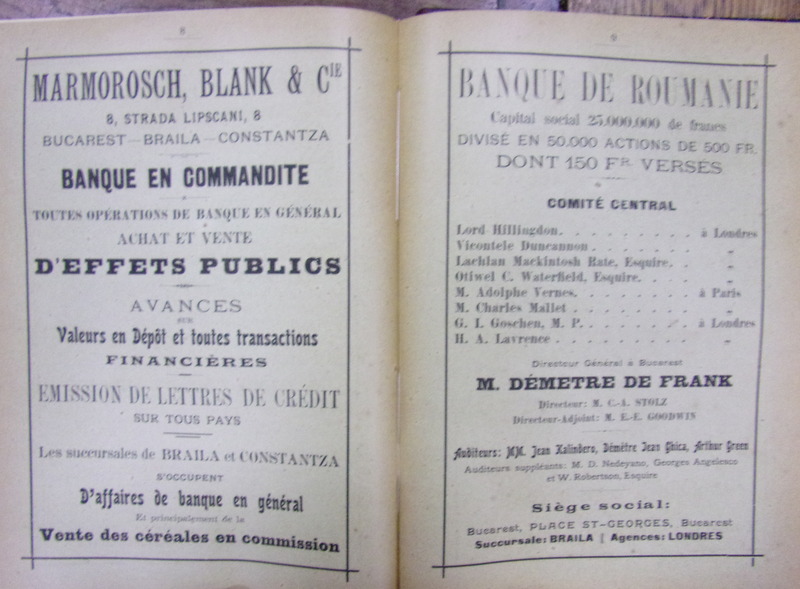 8
MARMOROSCH, BLANK & CIE
8, STRADA LIPSCANI, 8
BUCAREST—BRAILA—CONSTANTZA
BANQUE EN COMMANDITE
TOUTES OPÉRATIONS DE BANQUE EN GÉNÉRAL
ACHAT ET VENTE
D'EFFETS PUBLICS
AVANCES
SUR
Valeurs en Dépôt et toutes transactions
FINANCIÈRES
EMISSION DE LETTRES DE CRÉDIT
SUR TOUS PAYS
Les succursales de BRAILA et CONSTANTZA
S'OCCUPENT
D'affaires de banque en général
Et principalement de la
Vente des céréales en commission
9
BANQUE DE ROUMANIE
Capital social 25.000.000 de francs
DIVISÉ EN 50.000 ACTIONS DE 500 FR.
DONT 150 FR. VERSÉS
COMITÉ CENTRAL
Lord Hillingdon. . . . . . . . . à Londres
Vicontele Duncannon . . . . . . . „
Lachlan Mackintosh Rate, Esquire. . „
Otiwel C. Waterfield, Esquire. . . . . „
M. Adolphe Vernes. . . . . . . . à Paris
M. Charles Mallet . . . . . . . . „
G. I. Goschen, M. P. . . . . . . . à Londres
H. A. Lavrence . . . . . . . . . „
Directeur Général à Bucarest
M. DÉMETRE DE FRANK
Directeur: M. C.-A. STOLZ
Directeur-Adjoint: M. E.-E. GOODWIN
Auditeurs: MM. Jean Kalindero, Démètre Jean Ghica, Arthur Green
Auditeurs suppléants: M. D. Nedeyano, Georges Angelesco
et W. Robertson, Esquire
Siège social:
Bucarest, PLACE ST-GEORGES, Bucarest
Succursale: BRAILA | Agences: LONDRES